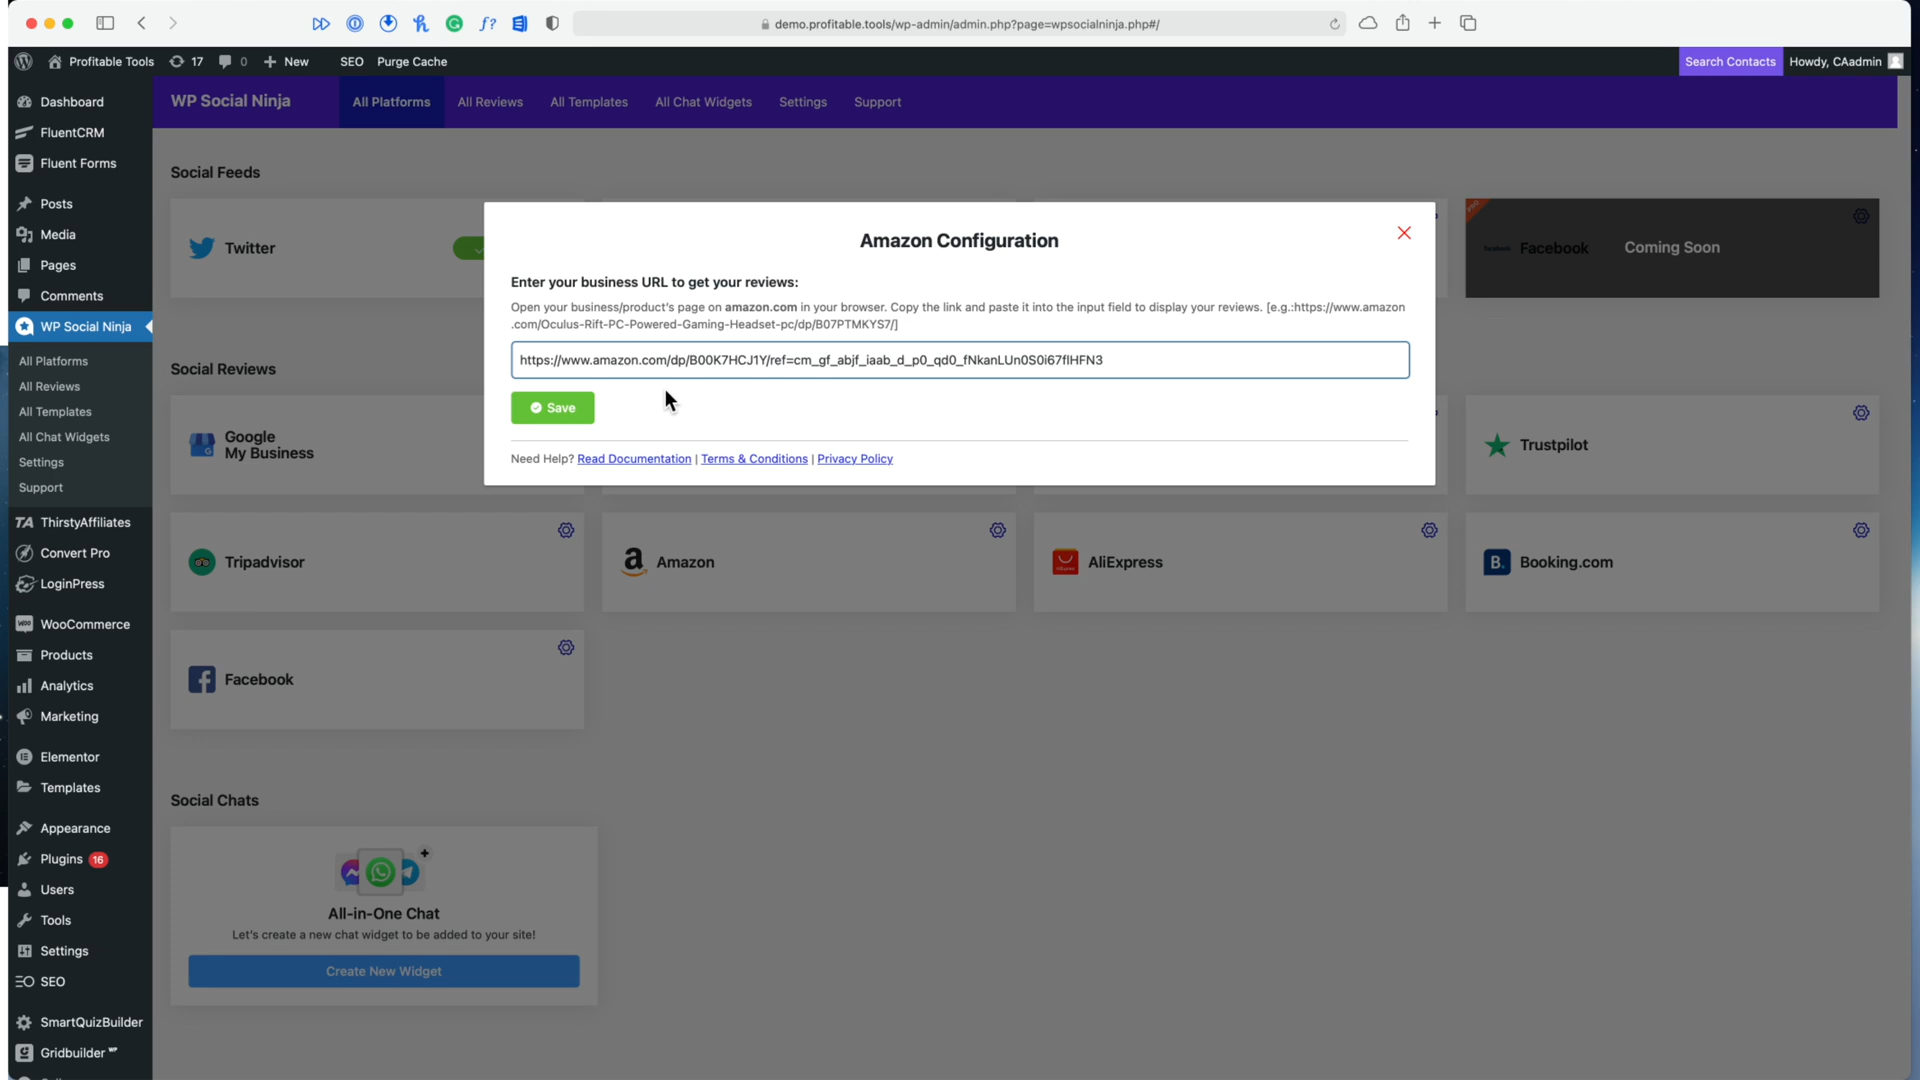 demo.profitable.tools/wp-admin/admin.php?page=wpsocialninja.php#/
Profitable Tools 17 0 New SEO Purge Cache Search Contacts Howdy, CAadmin
WP Social Ninja All Platforms All Reviews All Templates All Chat Widgets Settings Support
Dashboard
FluentCRM
Fluent Forms
Posts
Media
Pages
Comments
WP Social Ninja
All Platforms
All Reviews
All Templates
All Chat Widgets
Settings
Support
TA ThirstyAffiliates
Convert Pro
LoginPress
WooCommerce
Products
Analytics
Marketing
Elementor
Templates
Appearance
Plugins 16
Users
Tools
Settings
SEO
SmartQuizBuilder
Gridbuilder WP
Social Feeds
Twitter
Facebook Coming Soon
PRO
Amazon Configuration
Enter your business URL to get your reviews:
Open your business/product's page on amazon.com in your browser. Copy the link and paste it into the input field to display your reviews. [e.g.:https://www.amazon
.com/Oculus-Rift-PC-Powered-Gaming-Headset-pc/dp/B07PTMKYS7/]
https://www.amazon.com/dp/B00K7HCJ1Y/ref=cm_gf_abjf_iaab_d_p0_qd0_fNkanLUn0S0i67flHFN3
Save
Need Help? Read Documentation | Terms & Conditions | Privacy Policy
Social Reviews
Google
My Business
Trustpilot
Tripadvisor
Amazon
AliExpress
Booking.com
Facebook
Social Chats
All-in-One Chat
Let's create a new chat widget to be added to your site!
Create New Widget